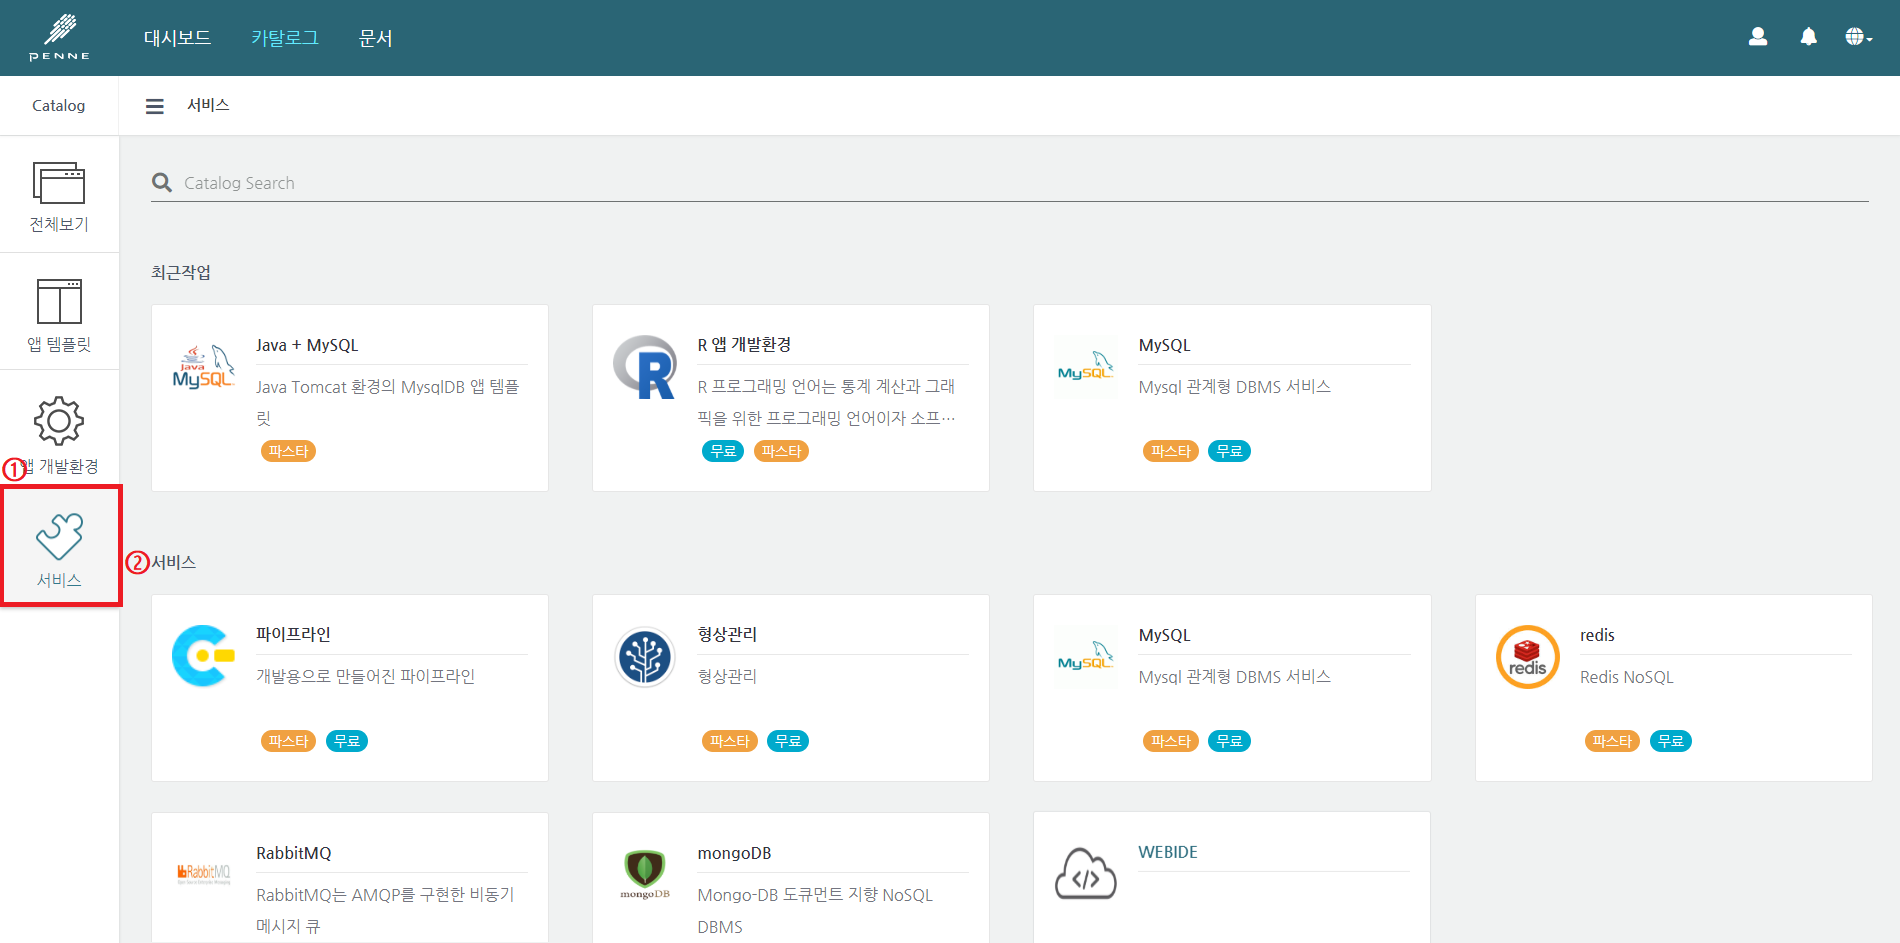 PENNE
대시보드 카탈로그 문서
Catalog
서비스
전체보기
앱 템플릿
① 앱 개발환경
서비스
Catalog Search
최근작업
Java
MySQL
Java + MySQL
Java Tomcat 환경의 MysqlDB 앱 템플
릿
파스타
R
R 앱 개발환경
R 프로그래밍 언어는 통계 계산과 그래
픽을 위한 프로그래밍 언어이자 소프…
무료 파스타
MySQL
MySQL
Mysql 관계형 DBMS 서비스
파스타 무료
② 서비스
파이프라인
개발용으로 만들어진 파이프라인
파스타 무료
형상관리
형상관리
파스타 무료
MySQL
MySQL
Mysql 관계형 DBMS 서비스
파스타 무료
redis
redis
Redis NoSQL
파스타 무료
RabbitMQ
RabbitMQ
RabbitMQ는 AMQP를 구현한 비동기
메시지 큐
mongoDB
mongoDB
Mongo-DB 도큐먼트 지향 NoSQL
DBMS
</>
WEBIDE